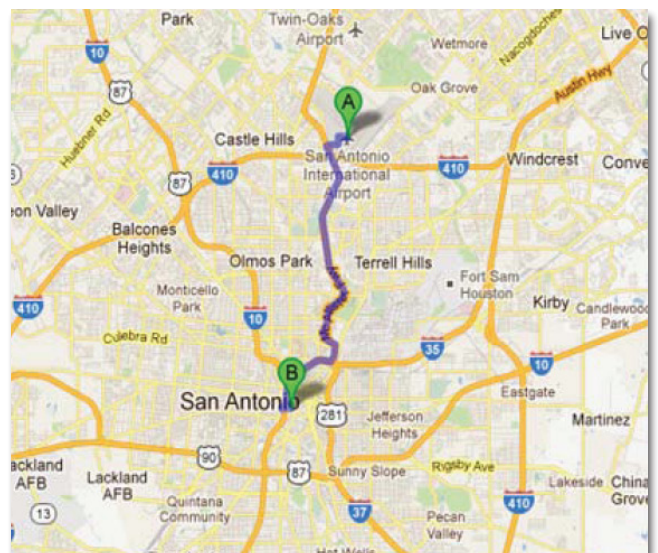 Park
Twin-Oaks
Airport
Wetmore
Nacogdoches
Live O
10
87
Oak Grove
Austin Hwy
A
Huebner Rd
Castle Hills
San Antonio
International
Airport
410
410
Windcrest
Conve
87
eon Valley
Balcones
Heights
Olmos Park
Terrell Hills
Fort Sam
Houston
Monticello
Park
410
10
Kirby
Candlewood
Park
Culebra Rd
35
10
B
San Antonio
281
Eastgate
Jefferson
Heights
Martinez
90
87
Sunny Slope
Rigsby Ave
ackland
AFB
Lackland
AFB
Lakeside
China
Grove
Quintana
Community
410
13
37
Pecan
Valley
Hot Wells